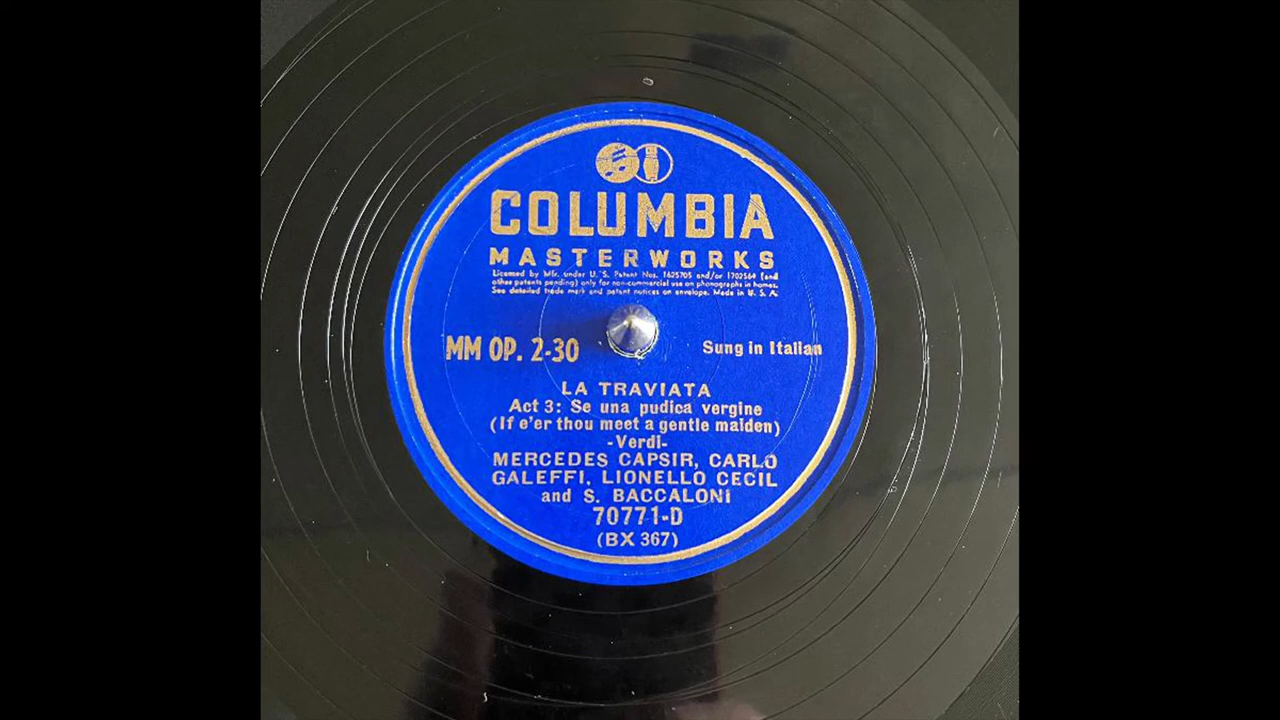 COLUMBIA
MASTERWORKS
Licensed by Mfr. under U. S. Patent Nos. 1625705 and/or 1702564 (and
other patents pending) only for non-commercial use on phonographs in homes.
See detailed trade mark and patent notices on envelope. Made in U. S. A.
MM OP. 2-30
Sung in Italian
LA TRAVIATA
Act 3: Se una pudica vergine
(If e'er thou meet a gentle maiden)
-Verdi-
MERCEDES CAPSIR, CARLO
GALEFFI, LIONELLO CECIL
and S. BACCALONI
70771-D
(BX 367)